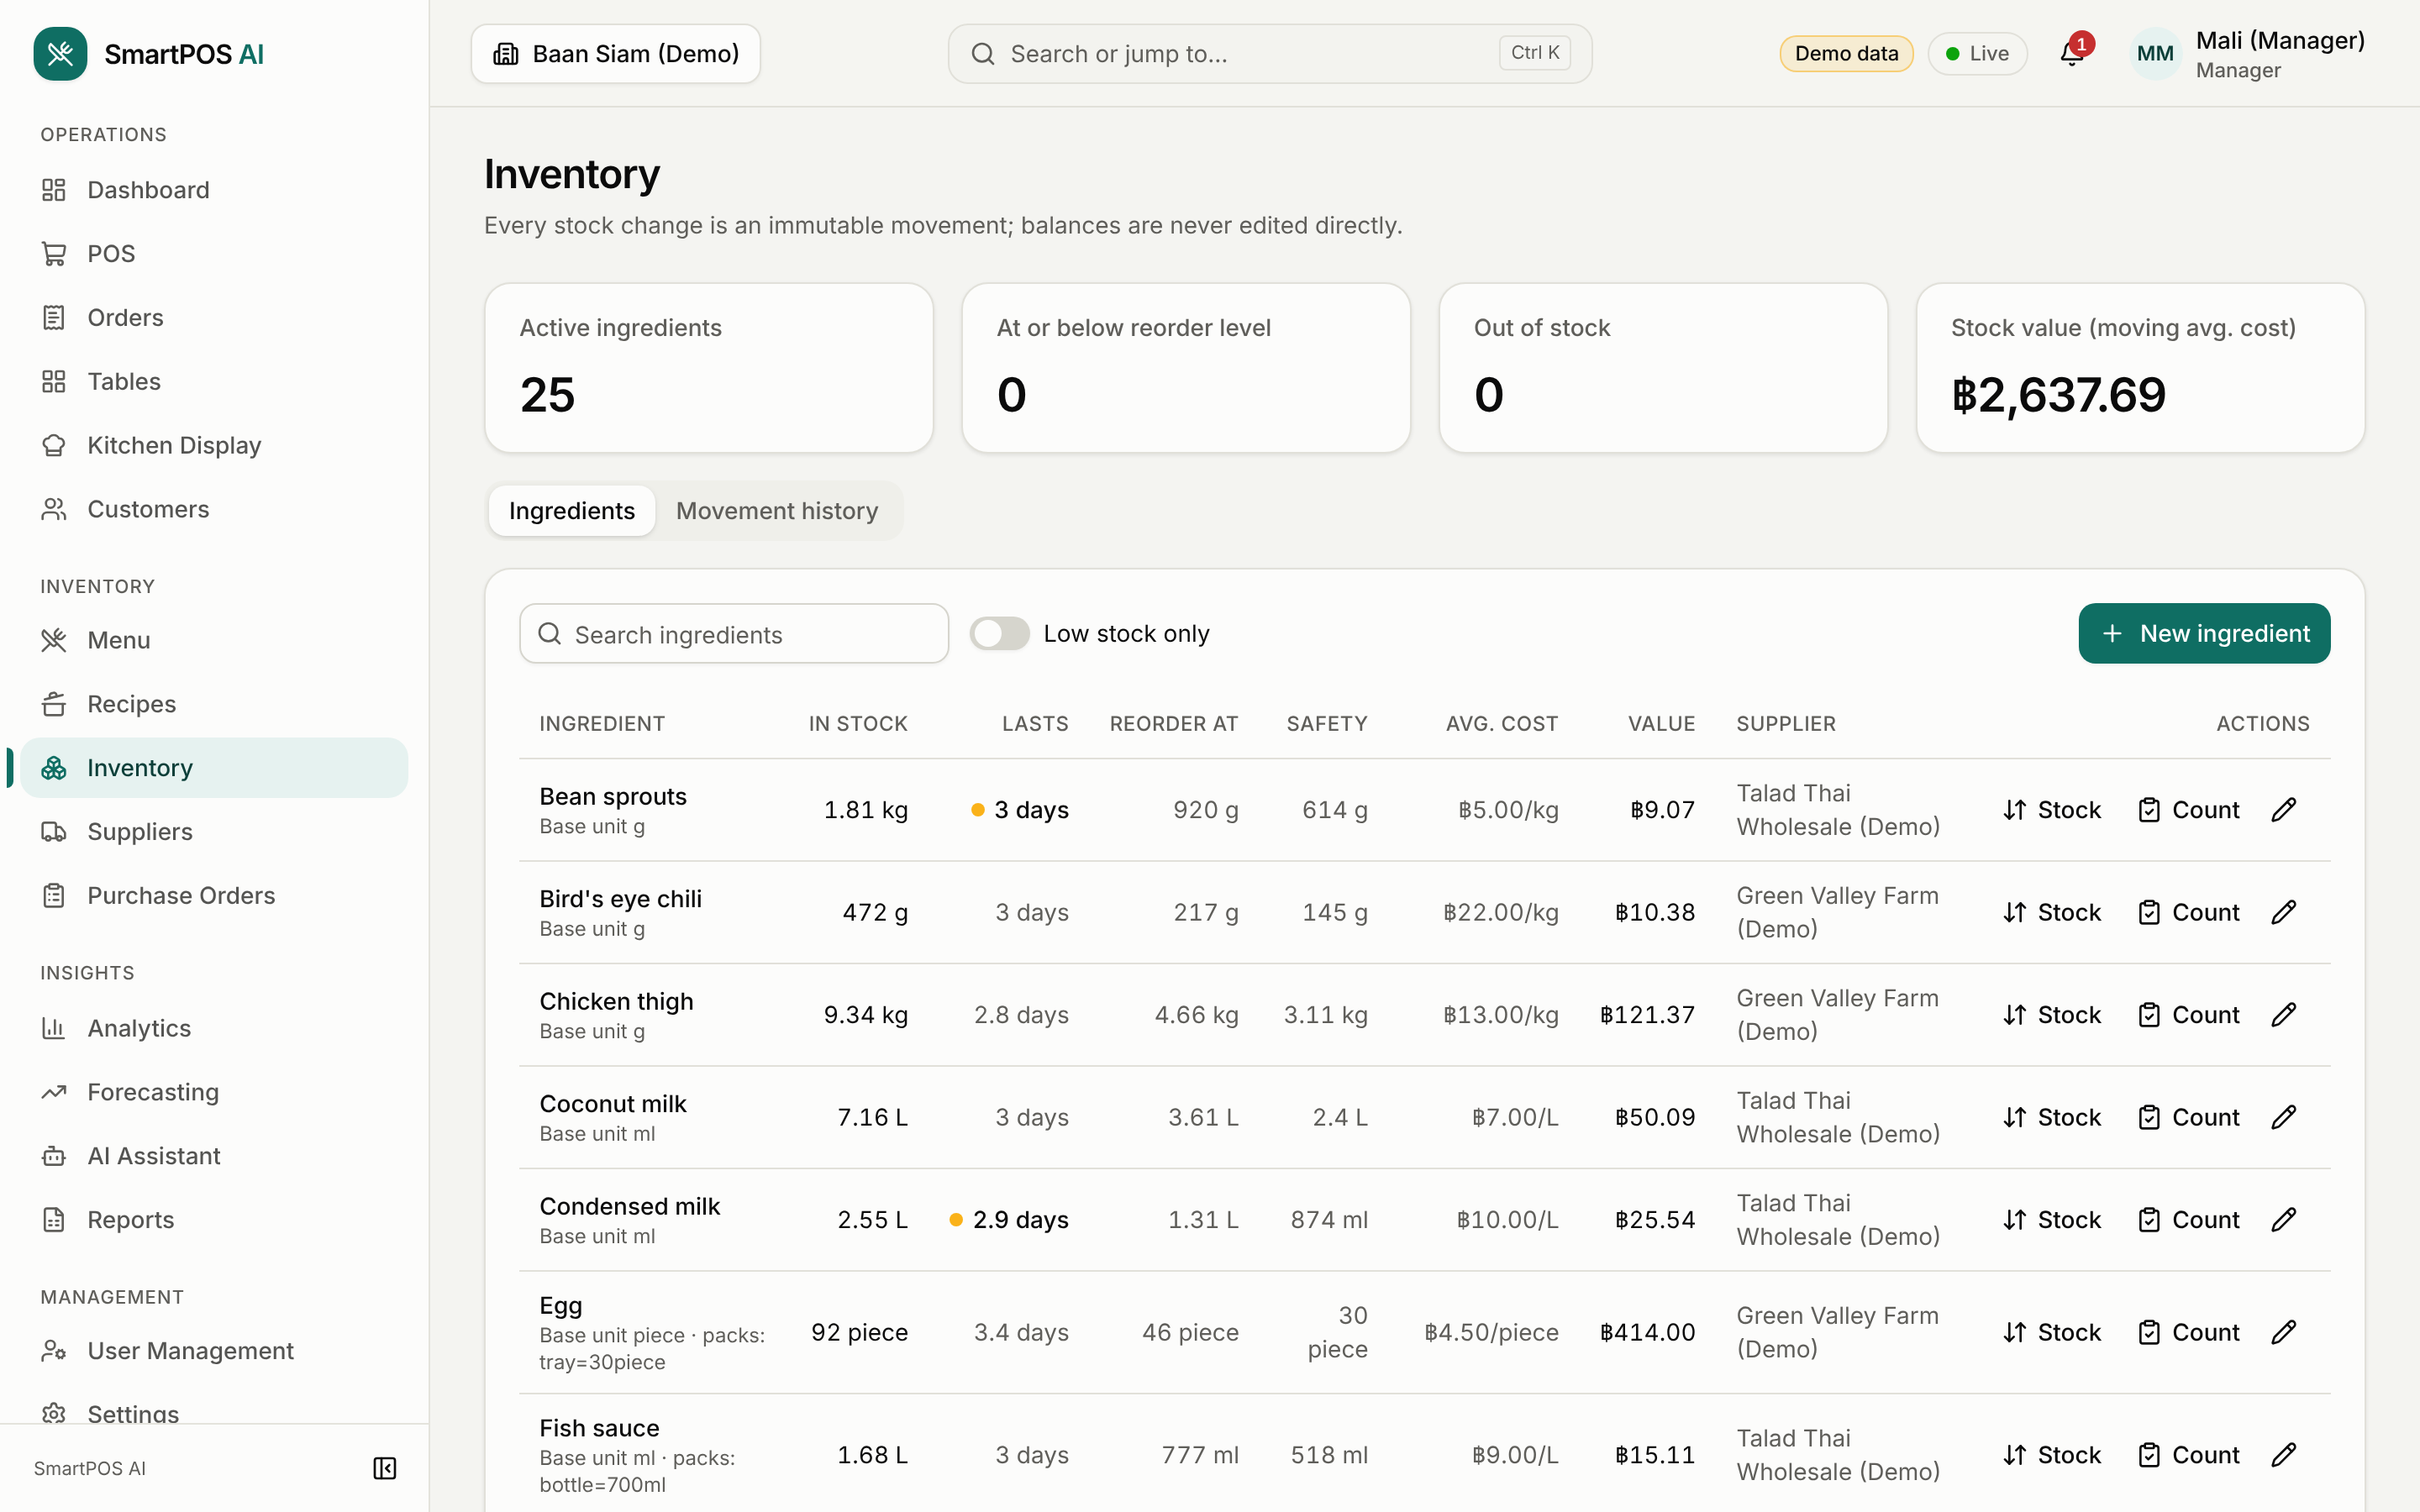 SmartPOS AI
Baan Siam (Demo)
Search or jump to...
Ctrl K
Demo data
Live
1
MM
Mali (Manager)
Manager
OPERATIONS
Dashboard
POS
Orders
Tables
Kitchen Display
Customers
INVENTORY
Menu
Recipes
Inventory
Suppliers
Purchase Orders
INSIGHTS
Analytics
Forecasting
AI Assistant
Reports
MANAGEMENT
User Management
Settings
SmartPOS AI
Inventory
Every stock change is an immutable movement; balances are never edited directly.
Active ingredients
25
At or below reorder level
0
Out of stock
0
Stock value (moving avg. cost)
฿2,637.69
Ingredients Movement history
Search ingredients
Low stock only
New ingredient
INGREDIENT IN STOCK LASTS REORDER AT SAFETY AVG. COST VALUE SUPPLIER ACTIONS
Bean sprouts
Base unit g
1.81 kg 3 days 920 g 614 g ฿5.00/kg ฿9.07
Talad Thai
Wholesale (Demo)
Stock Count
Bird's eye chili
Base unit g
472 g 3 days 217 g 145 g ฿22.00/kg ฿10.38
Green Valley Farm
(Demo)
Stock Count
Chicken thigh
Base unit g
9.34 kg 2.8 days 4.66 kg 3.11 kg ฿13.00/kg ฿121.37
Green Valley Farm
(Demo)
Stock Count
Coconut milk
Base unit ml
7.16 L 3 days 3.61 L 2.4 L ฿7.00/L ฿50.09
Talad Thai
Wholesale (Demo)
Stock Count
Condensed milk
Base unit ml
2.55 L 2.9 days 1.31 L 874 ml ฿10.00/L ฿25.54
Talad Thai
Wholesale (Demo)
Stock Count
Egg
Base unit piece · packs:
tray=30piece
92 piece 3.4 days 46 piece
30
piece
฿4.50/piece ฿414.00
Green Valley Farm
(Demo)
Stock Count
Fish sauce
Base unit ml · packs:
bottle=700ml
1.68 L 3 days 777 ml 518 ml ฿9.00/L ฿15.11
Talad Thai
Wholesale (Demo)
Stock Count